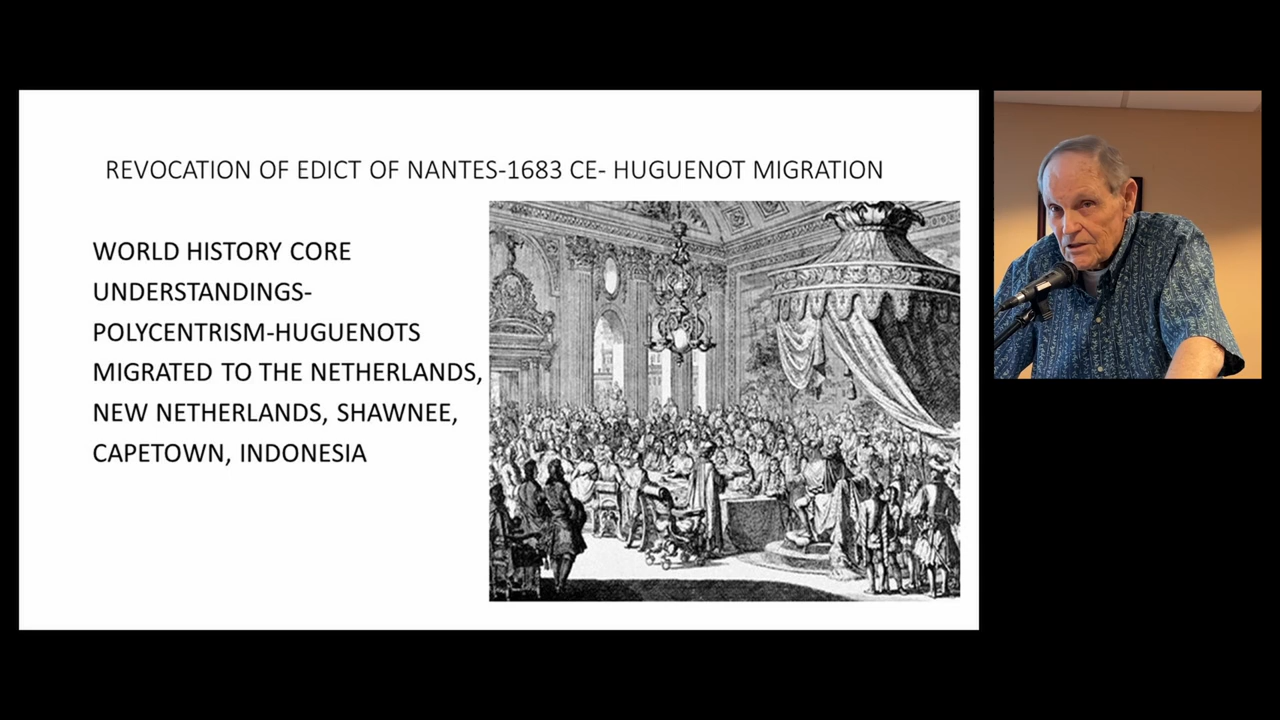 REVOCATION OF EDICT OF NANTES-1683 CE- HUGUENOT MIGRATION
WORLD HISTORY CORE
UNDERSTANDINGS-
POLYCENTRISM-HUGUENOTS
MIGRATED TO THE NETHERLANDS,
NEW NETHERLANDS, SHAWNEE,
CAPETOWN, INDONESIA